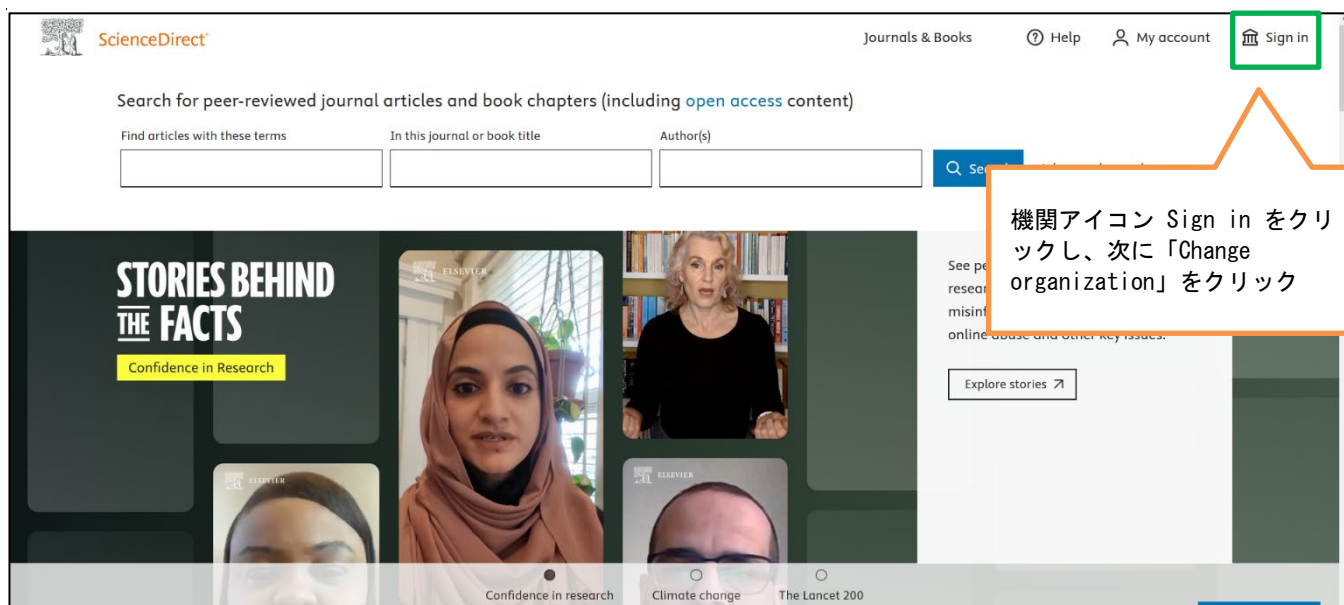 ScienceDirect
Journals & Books
Help
My account
Sign in
Search for peer-reviewed journal articles and book chapters (including open access content)
Find articles with these terms
In this journal or book title
Author(s)
機関アイコン Sign in をクリ
ックし、次に「Change
organization」をクリック
STORIES BEHIND
THE FACTS
Confidence in Research
ELSEVIER
See
online abuse and other key issues.
Explore stories
ELSEVIER
ELSEVIER
Confidence in research
Climate change
The Lancet 200